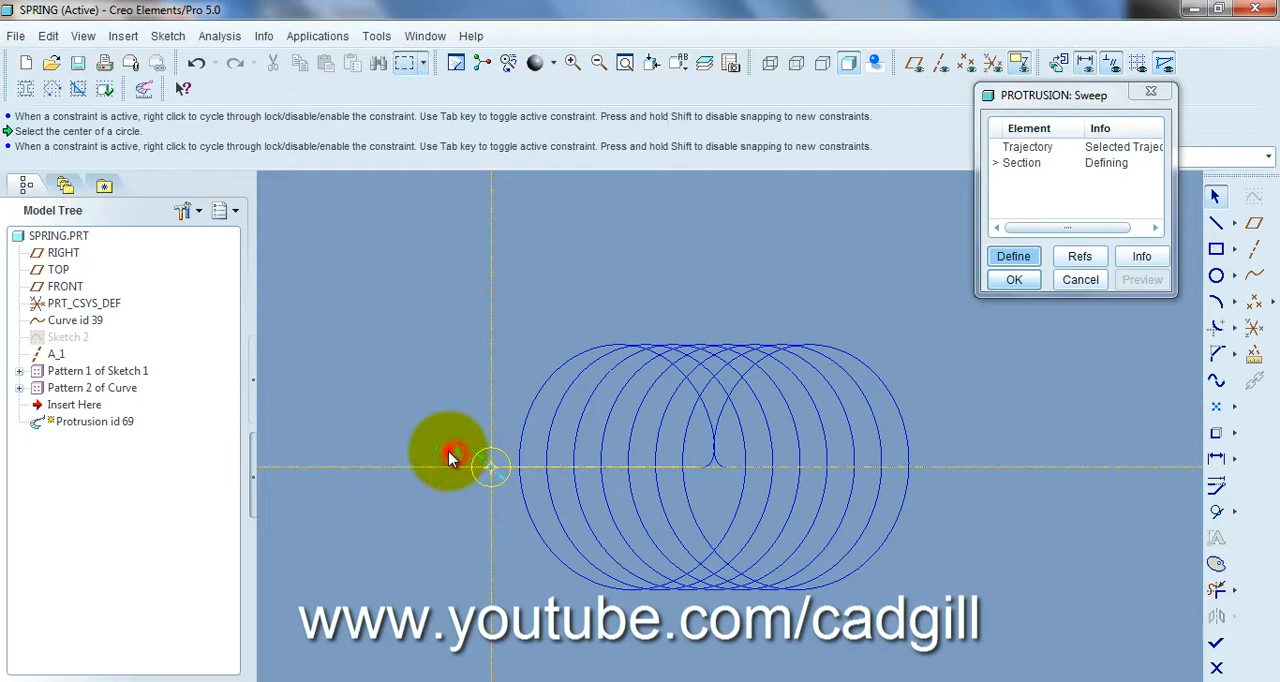 SPRING (Active) - Creo Elements/Pro 5.0
File Edit View Insert Sketch Analysis Info Applications Tools Window Help
When a constraint is active, right click to cycle through lock/disable/enable the constraint. Use Tab key to toggle active constraint. Press and hold Shift to disable snapping to new constraints.
Select the center of a circle.
When a constraint is active, right click to cycle through lock/disable/enable the constraint. Use Tab key to toggle active constraint. Press and hold Shift to disable snapping to new constraints.
PROTRUSION: Sweep
Element Info
Trajectory Selected Trajec
> Section Defining
Define Refs Info
OK Cancel Preview
Model Tree
SPRING.PRT
RIGHT
TOP
FRONT
PRT_CSYS_DEF
Curve id 39
Sketch 2
A_1
Pattern 1 of Sketch 1
Pattern 2 of Curve
Insert Here
Protrusion id 69
www.youtube.com/cadgill